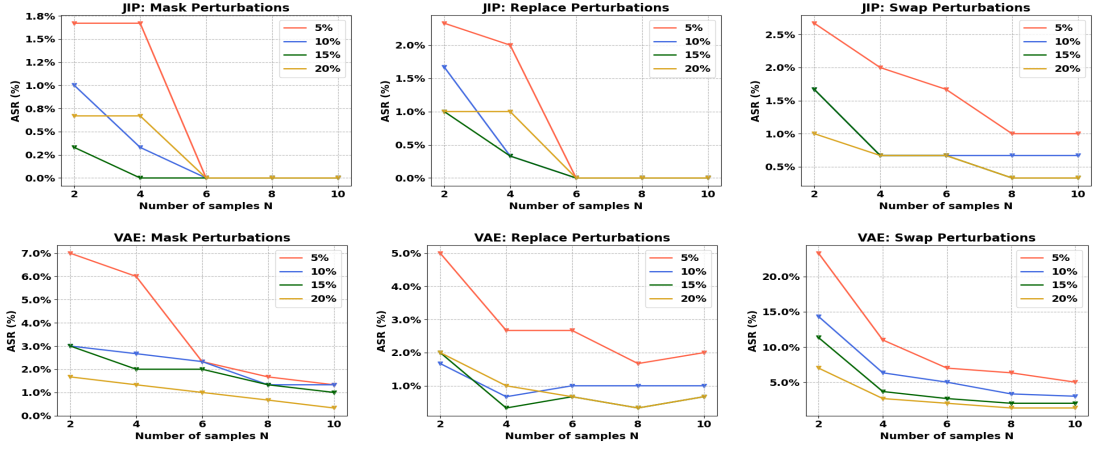 JIP: Mask Perturbations
1.8%
1.5%
1.2%
1.0%
0.8%
0.5%
0.2%
0.0%
ASR (%)
5%
10%
15%
20%
2 4 6 8 10
Number of samples N
JIP: Replace Perturbations
2.0%
1.5%
1.0%
0.5%
0.0%
ASR (%)
5%
10%
15%
20%
2 4 6 8 10
Number of samples N
JIP: Swap Perturbations
2.5%
2.0%
1.5%
1.0%
0.5%
ASR (%)
5%
10%
15%
20%
2 4 6 8 10
Number of samples N
VAE: Mask Perturbations
7.0%
6.0%
5.0%
4.0%
3.0%
2.0%
1.0%
0.0%
ASR (%)
5%
10%
15%
20%
2 4 6 8 10
Number of samples N
VAE: Replace Perturbations
5.0%
4.0%
3.0%
2.0%
1.0%
ASR (%)
5%
10%
15%
20%
2 4 6 8 10
Number of samples N
VAE: Swap Perturbations
20.0%
15.0%
10.0%
5.0%
ASR (%)
5%
10%
15%
20%
2 4 6 8 10
Number of samples N